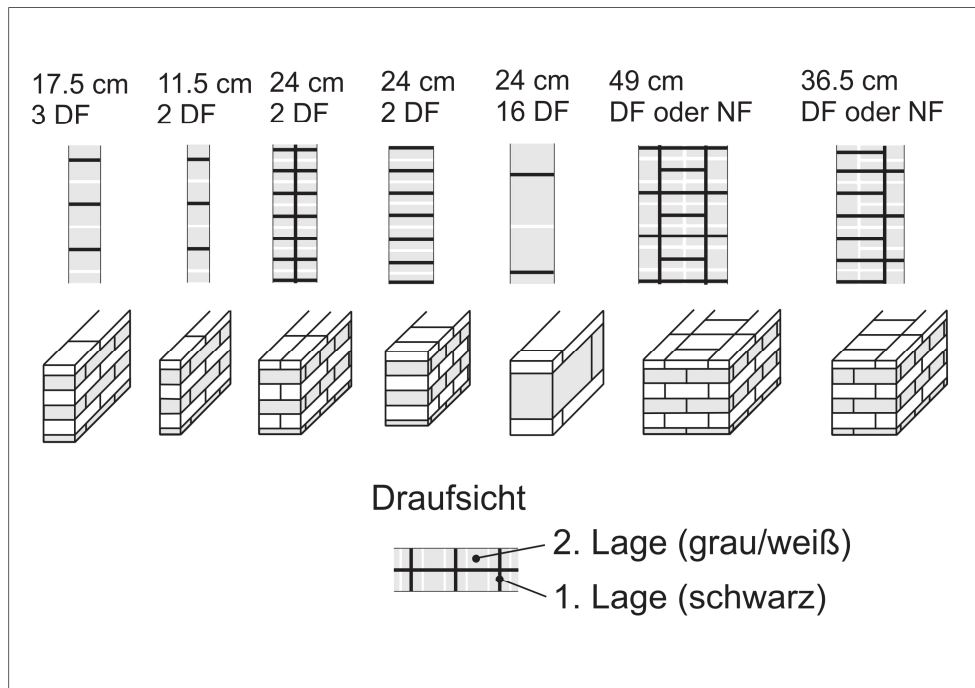 17.5 cm
3 DF
11.5 cm
2 DF
24 cm
2 DF
24 cm
2 DF
24 cm
16 DF
49 cm
DF oder NF
36.5 cm
DF oder NF
Draufsicht
2. Lage (grau/weiß)
1. Lage (schwarz)